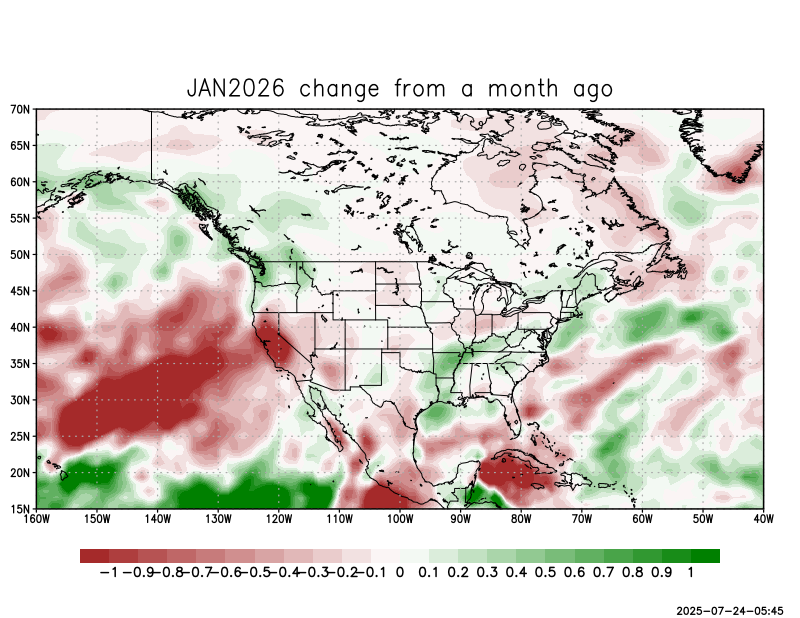 JAN2026 change from a month ago
70N
65N
60N
55N
50N
45N
40N
35N
30N
25N
20N
15N
160W 150W 140W 130W 120W 110W 100W 90W 80W 70W 60W 50W 40W
−1 −0.9 −0.8 −0.7 −0.6 −0.5 −0.4 −0.3 −0.2 −0.1 0 0.1 0.2 0.3 0.4 0.5 0.6 0.7 0.8 0.9 1
2025-07-24-05:45